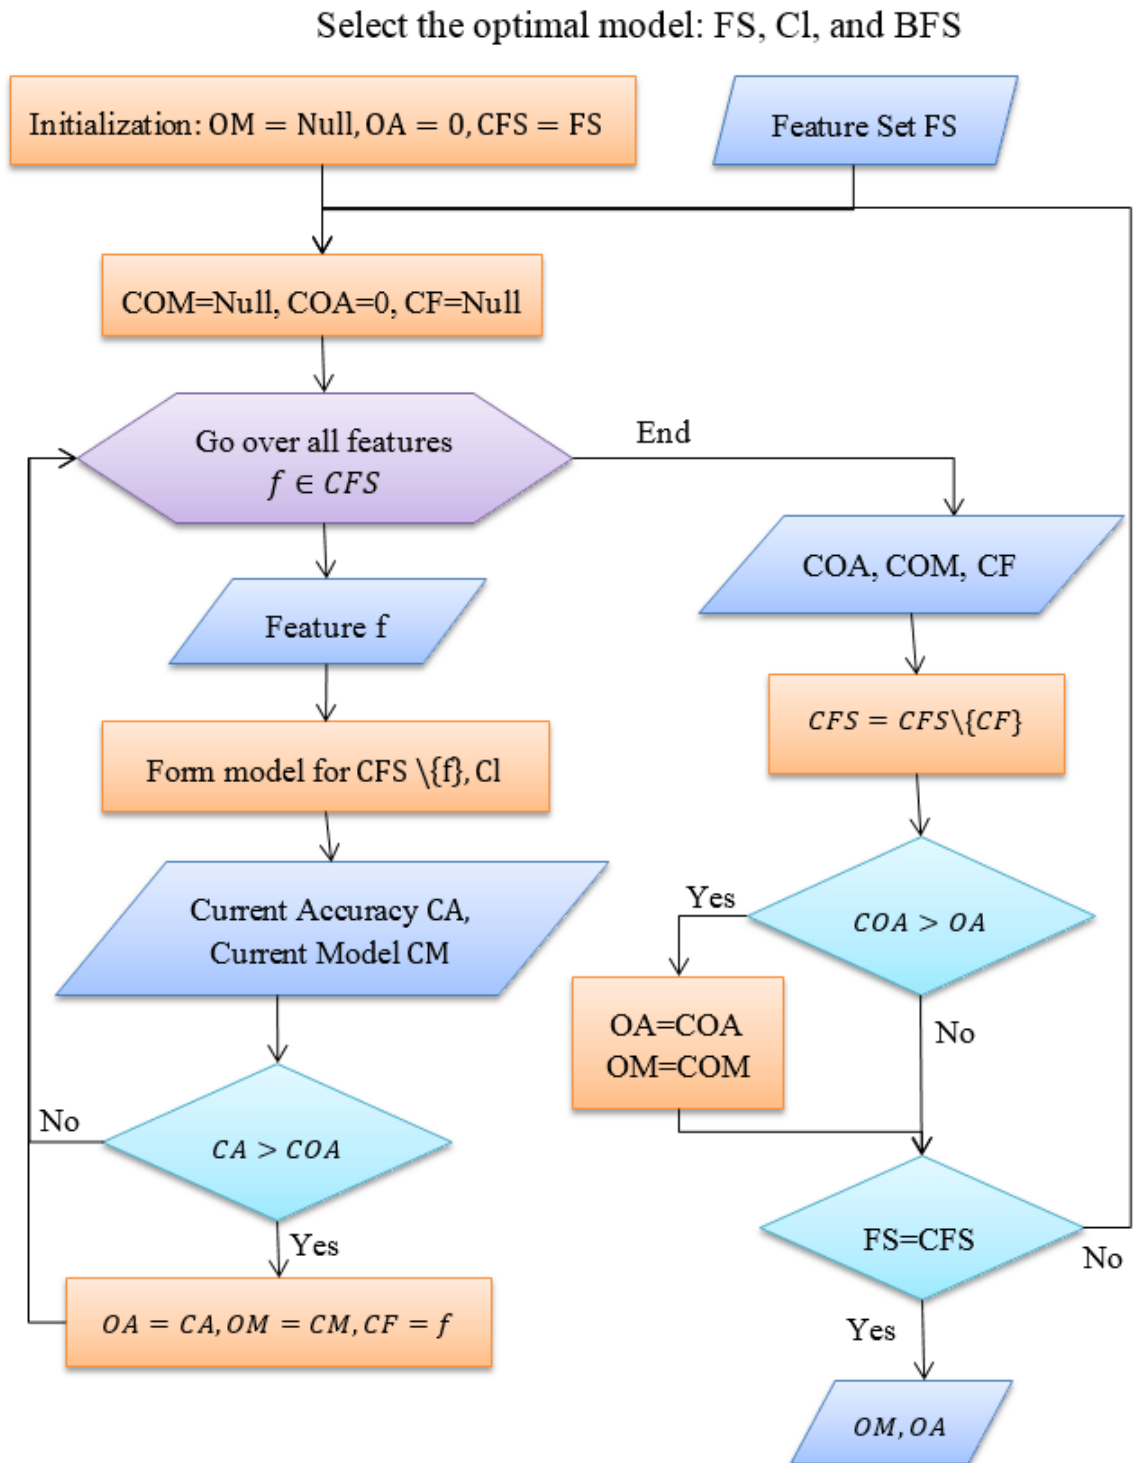 Select the optimal model: FS, Cl, and BFS
Initialization: OM = Null, OA = 0, CFS = FS
Feature Set FS
COM=Null, COA=0, CF=Null
Go over all features
f ∈ CFS
End
Feature f
Form model for CFS \{f}, Cl
Current Accuracy CA,
Current Model CM
CA > COA
No
Yes
OA = CA, OM = CM, CF = f
COA, COM, CF
CFS = CFS\{CF}
COA > OA
Yes
No
OA=COA
OM=COM
FS=CFS
No
Yes
OM, OA